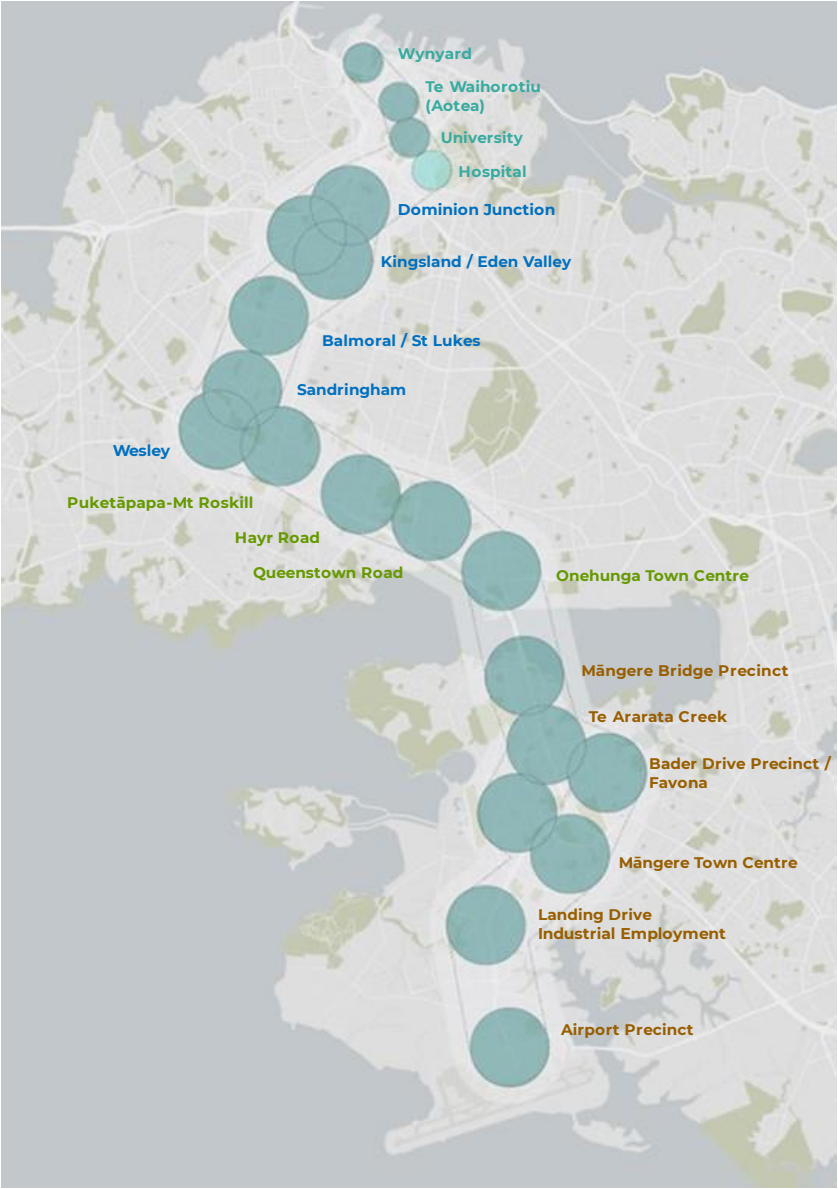 Wynyard
Te Waihorotiu
(Aotea)
University
Hospital
Dominion Junction
Kingsland / Eden Valley
Balmoral / St Lukes
Sandringham
Wesley
Puketāpapa-Mt Roskill
Hayr Road
Queenstown Road
Onehunga Town Centre
Māngere Bridge Precinct
Te Ararata Creek
Bader Drive Precinct /
Favona
Māngere Town Centre
Landing Drive
Industrial Employment
Airport Precinct